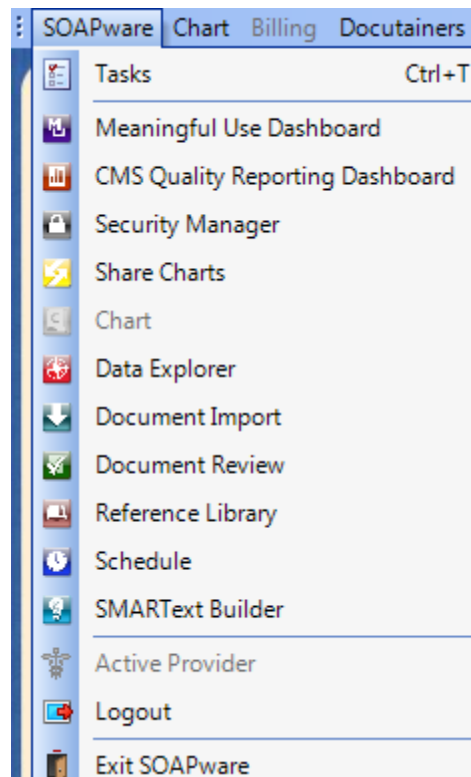 SOAPware Chart Billing Docutainers
Tasks Ctrl+T
Meaningful Use Dashboard
CMS Quality Reporting Dashboard
Security Manager
Share Charts
Chart
Data Explorer
Document Import
Document Review
Reference Library
Schedule
SMARText Builder
Active Provider
Logout
Exit SOAPware